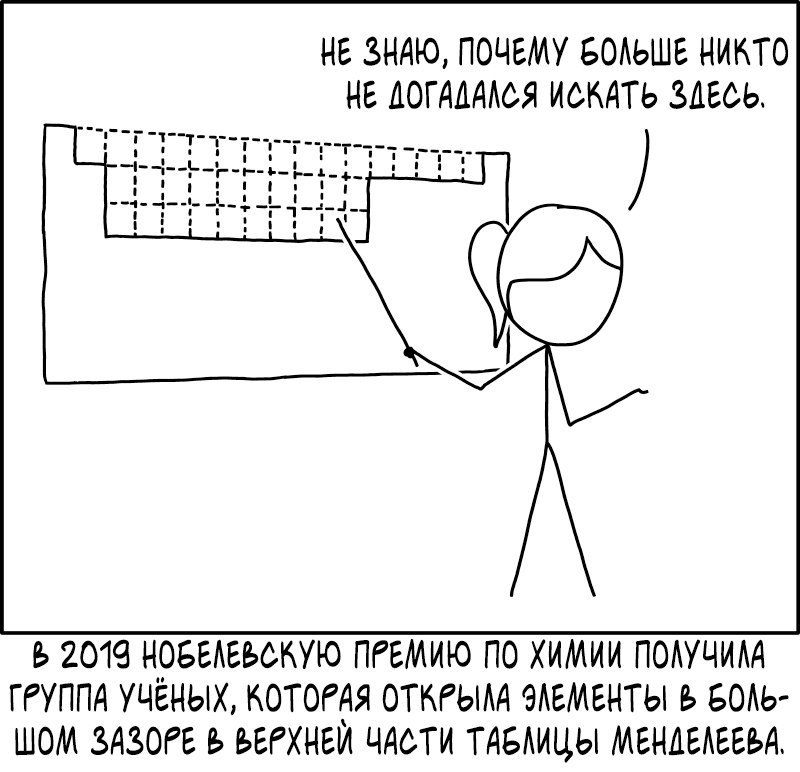 НЕ ЗНАЮ, ПОЧЕМУ БОЛЬШЕ НИКТО
НЕ ДОГАДАЛСЯ ИСКАТЬ ЗДЕСЬ.
В 2019 НОБЕЛЕВСКУЮ ПРЕМИЮ ПО ХИМИИ ПОЛУЧИЛА
ГРУППА УЧЁНЫХ, КОТОРАЯ ОТКРЫЛА ЭЛЕМЕНТЫ В БОЛЬ-
ШОМ ЗАЗОРЕ В ВЕРХНЕЙ ЧАСТИ ТАБЛИЦЫ МЕНДЕЛЕЕВА.